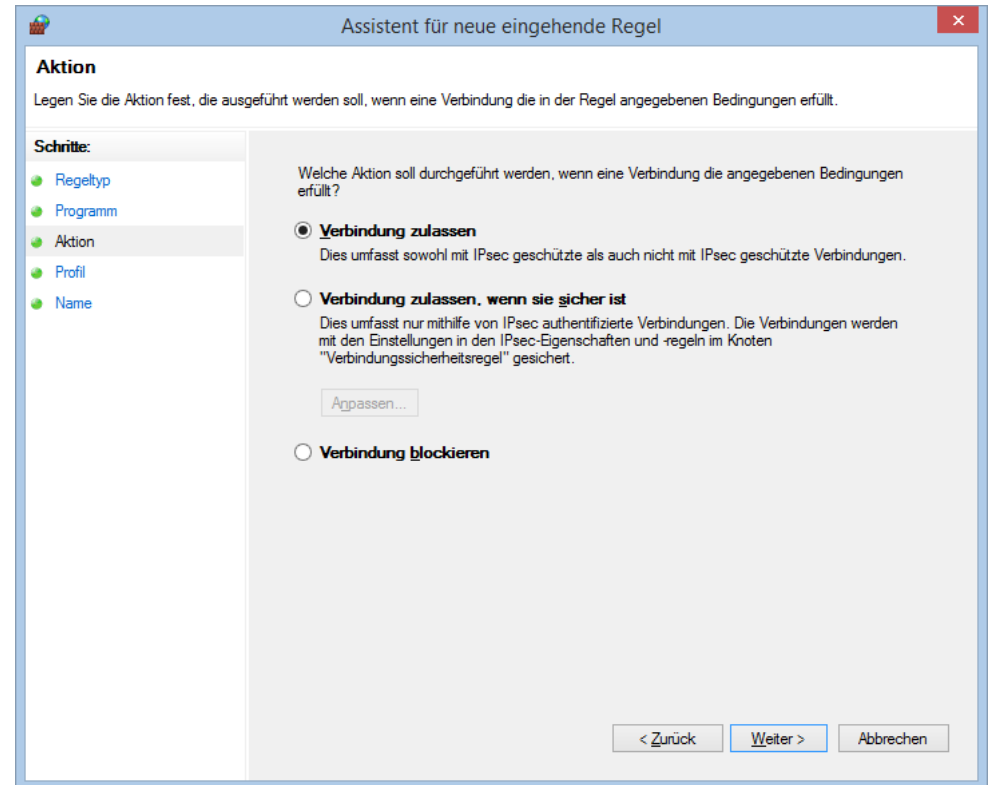 Assistent für neue eingehende Regel
Aktion
Legen Sie die Aktion fest, die ausgeführt werden soll, wenn eine Verbindung die in der Regel angegebenen Bedingungen erfüllt.
Schritte:
Regeltyp
Programm
Aktion
Profil
Name
Welche Aktion soll durchgeführt werden, wenn eine Verbindung die angegebenen Bedingungen
erfüllt?
Verbindung zulassen
Dies umfasst sowohl mit IPsec geschützte als auch nicht mit IPsec geschützte Verbindungen.
Verbindung zulassen, wenn sie sicher ist
Dies umfasst nur mithilfe von IPsec authentifizierte Verbindungen. Die Verbindungen werden
mit den Einstellungen in den IPsec-Eigenschaften und -regeln im Knoten
"Verbindungssicherheitsregel" gesichert.
Anpassen...
Verbindung blockieren
< Zurück
Weiter >
Abbrechen